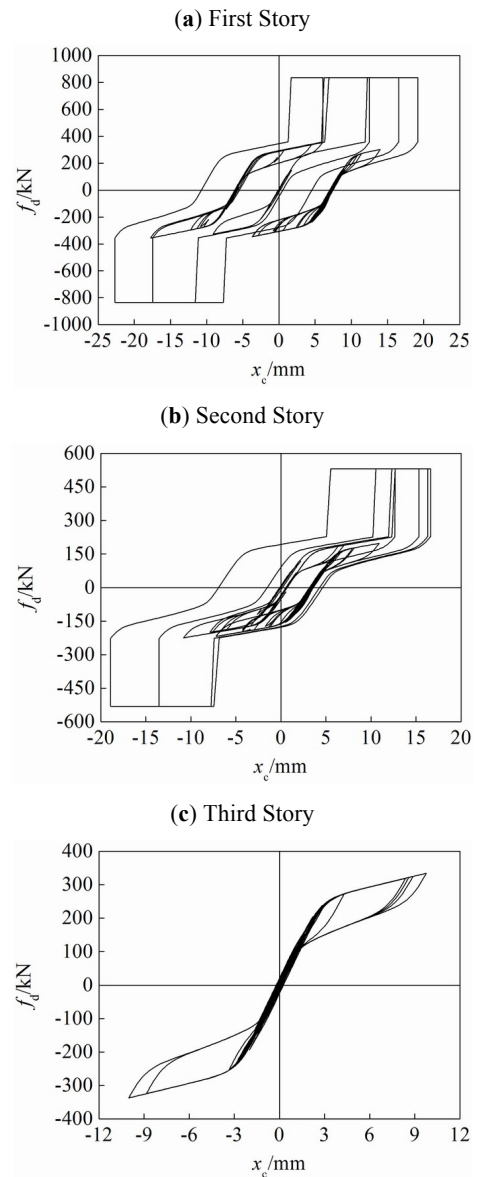 (a) First Story
1000
800
600
400
200
0
-200
-400
-600
-800
-1000
-25 -20 -15 -10 -5 0 5 10 15 20 25
f_d/kN
x_c/mm
(b) Second Story
600
450
300
150
0
-150
-300
-450
-600
-20 -15 -10 -5 0 5 10 15 20
f_d/kN
x_c/mm
(c) Third Story
400
300
200
100
0
-100
-200
-300
-400
-12 -9 -6 -3 0 3 6 9 12
f_d/kN
x_c/mm